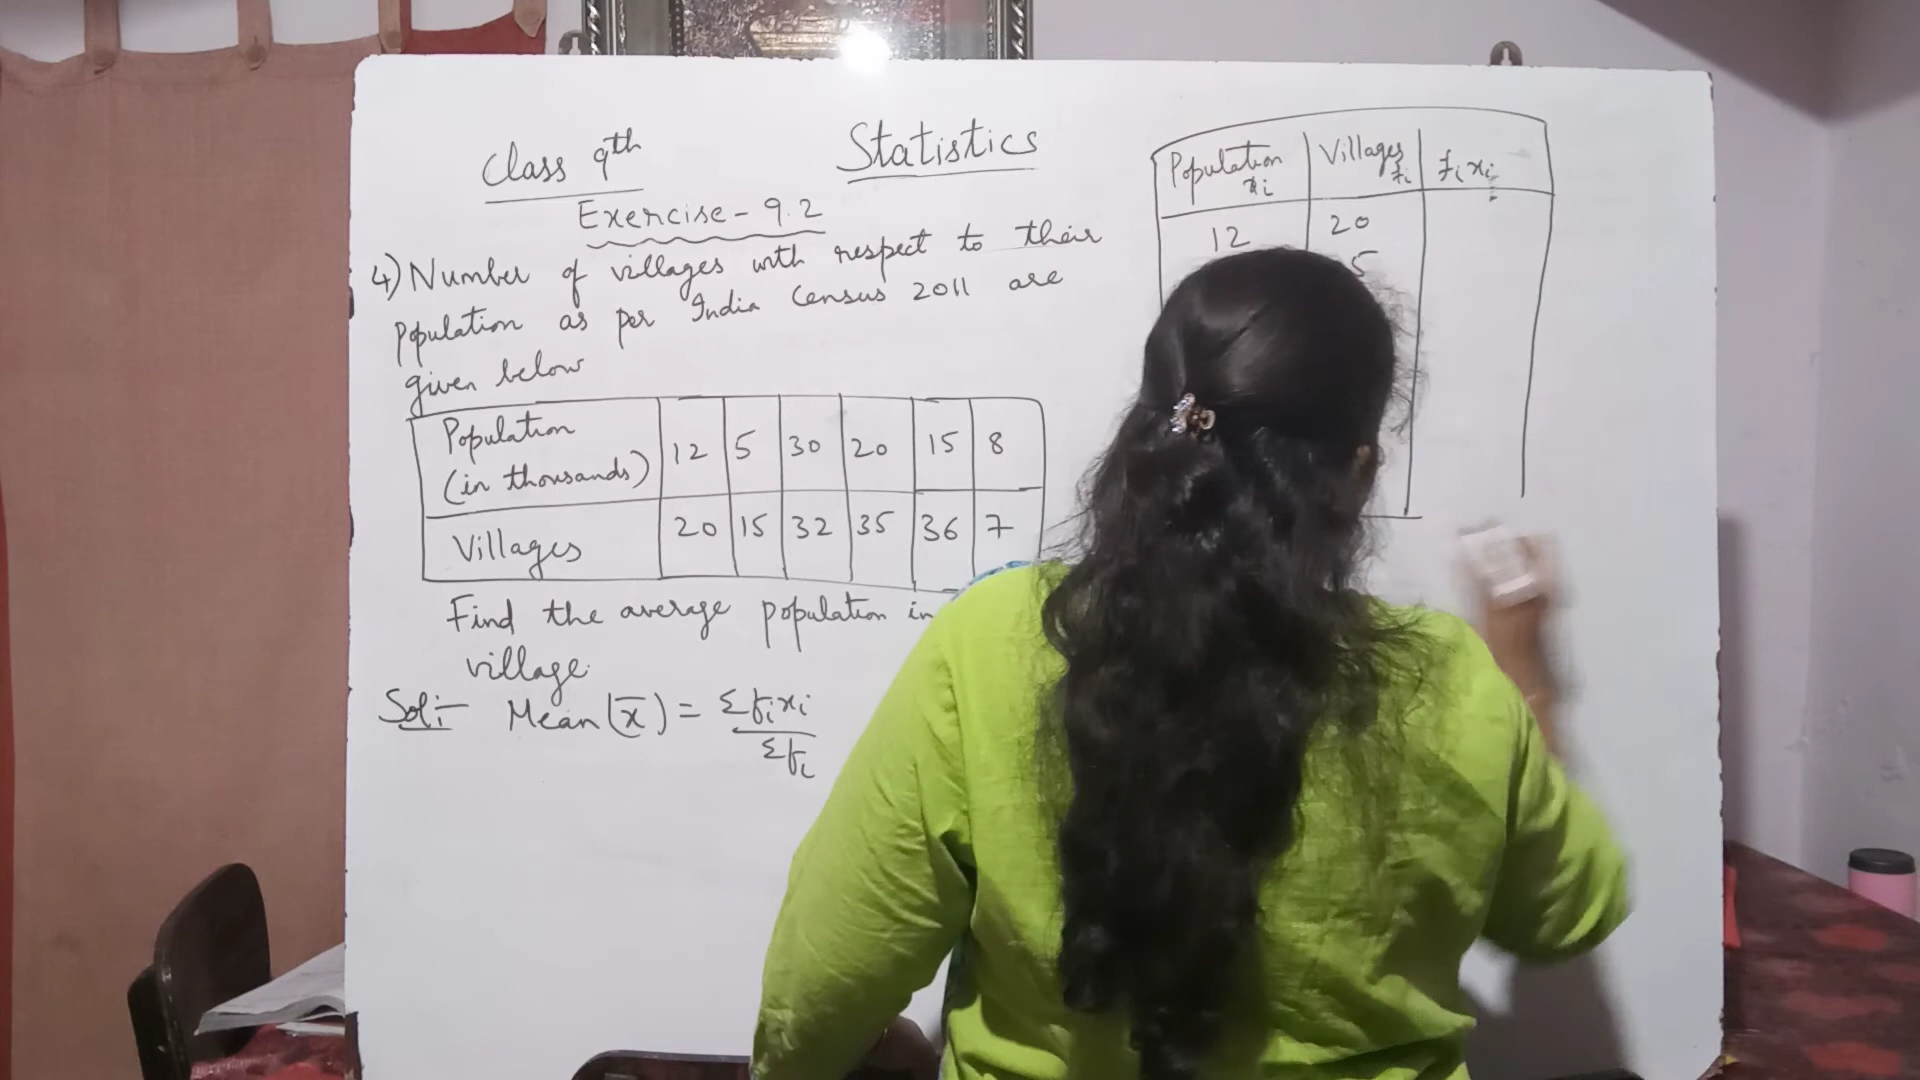 Class 9th
Statistics
Exercise - 9.2
4) Number of villages with respect to their
Population as per India Census 2011 are
given below
Population (in thousands) 12 5 30 20 15 8
Villages 20 15 32 35 36 7
Find the average population in
village.
Sol:- Mean (x̄) = Σfixi / Σfi
Population xi Villages fi fixi
12 20
5